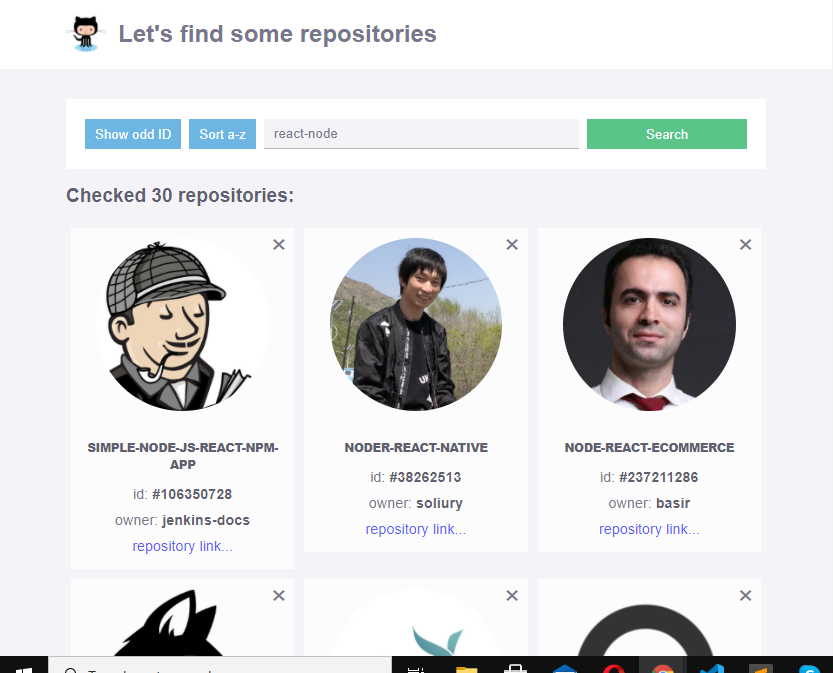 Let's find some repositories
Show odd ID Sort a-z react-node Search
Checked 30 repositories:
SIMPLE-NODE-JS-REACT-NPM-
APP
id: #106350728
owner: jenkins-docs
repository link...
NODER-REACT-NATIVE
id: #38262513
owner: soliury
repository link...
NODE-REACT-ECOMMERCE
id: #237211286
owner: basir
repository link...